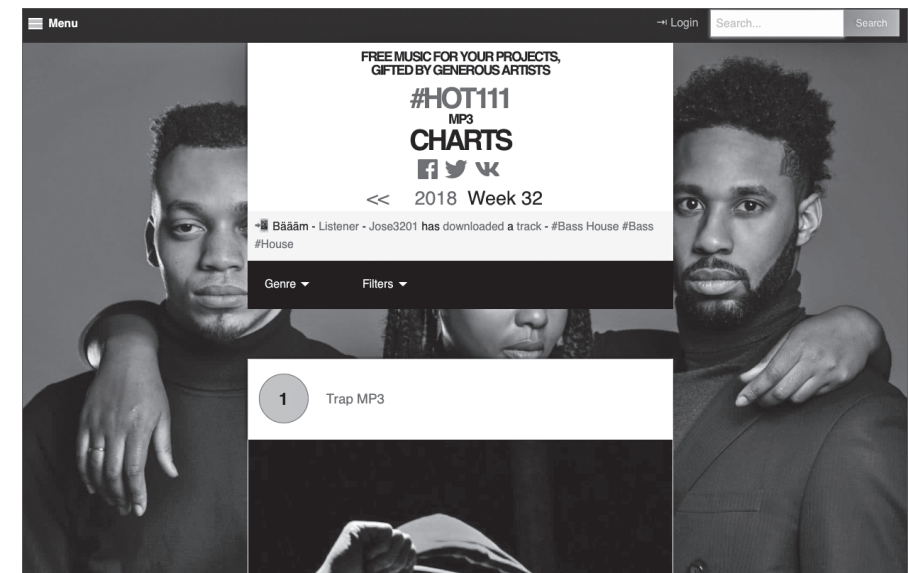 Menu
Login
Search...
Search
FREE MUSIC FOR YOUR PROJECTS,
GIFTED BY GENEROUS ARTISTS
#HOT111
MP3
CHARTS
<< 2018 Week 32
Bääām - Listener - Jose3201 has downloaded a track - #Bass House #Bass
#House
Genre
Filters
1 Trap MP3